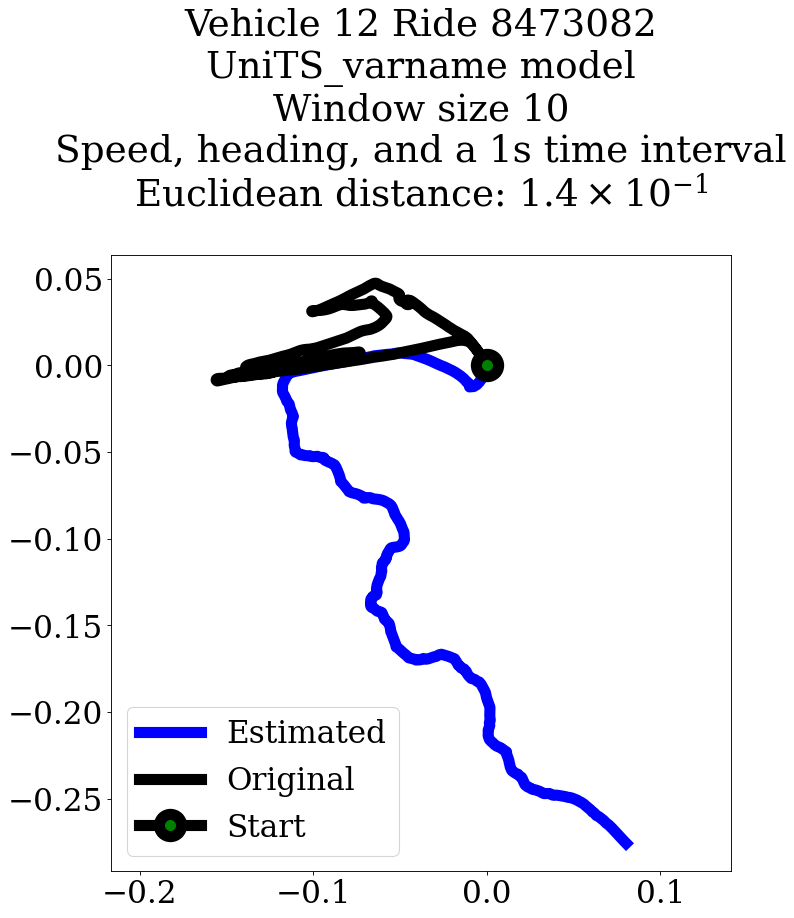 Vehicle 12 Ride 8473082
UniTS_varname model
Window size 10
Speed, heading, and a 1s time interval
Euclidean distance: 1.4 × 10⁻¹
0.05
0.00
−0.05
−0.10
−0.15
−0.20
−0.25
Estimated
Original
Start
−0.2
−0.1
0.0
0.1